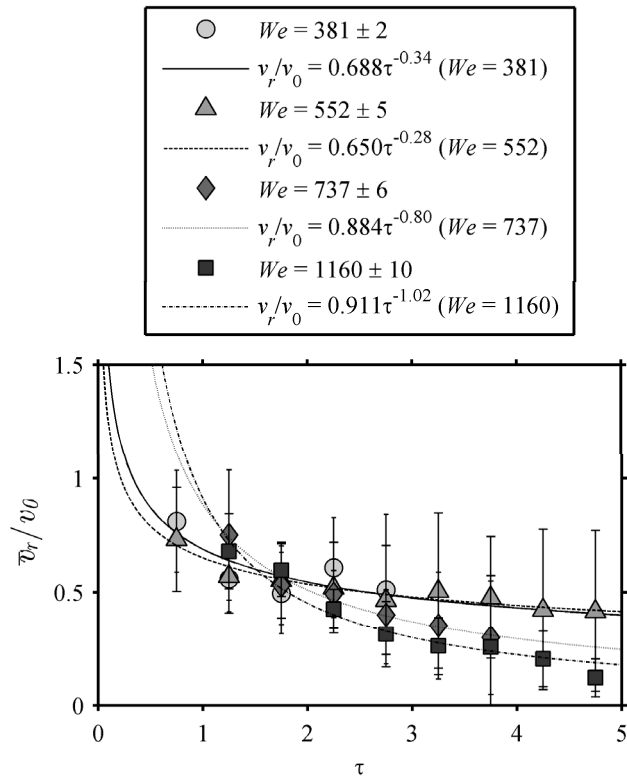 We = 381 ± 2
v_r/v_0 = 0.688τ^-0.34 (We = 381)
We = 552 ± 5
v_r/v_0 = 0.650τ^-0.28 (We = 552)
We = 737 ± 6
v_r/v_0 = 0.884τ^-0.80 (We = 737)
We = 1160 ± 10
v_r/v_0 = 0.911τ^-1.02 (We = 1160)
1.5
1
0.5
0
v̅_r/v_0
0 1 2 3 4 5
τ